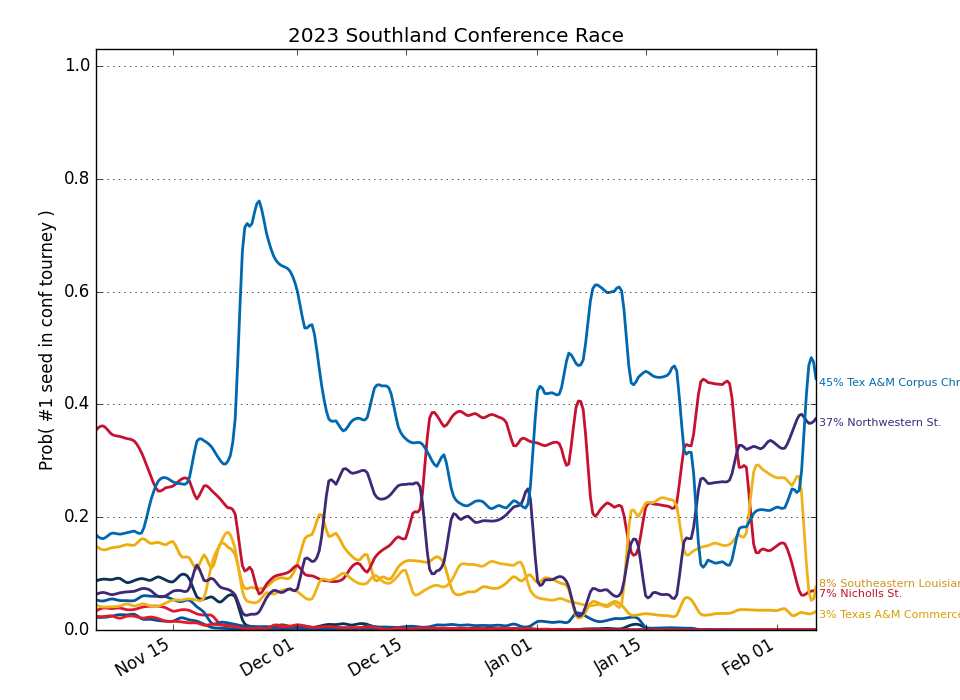 2023 Southland Conference Race
Prob( #1 seed in conf tourney )
1.0
0.8
0.6
0.4
0.2
0.0
Nov 15
Dec 01
Dec 15
Jan 01
Jan 15
Feb 01
45% Tex A&M Corpus Chr
37% Northwestern St.
8% Southeastern Louisian
7% Nicholls St.
3% Texas A&M Commerce